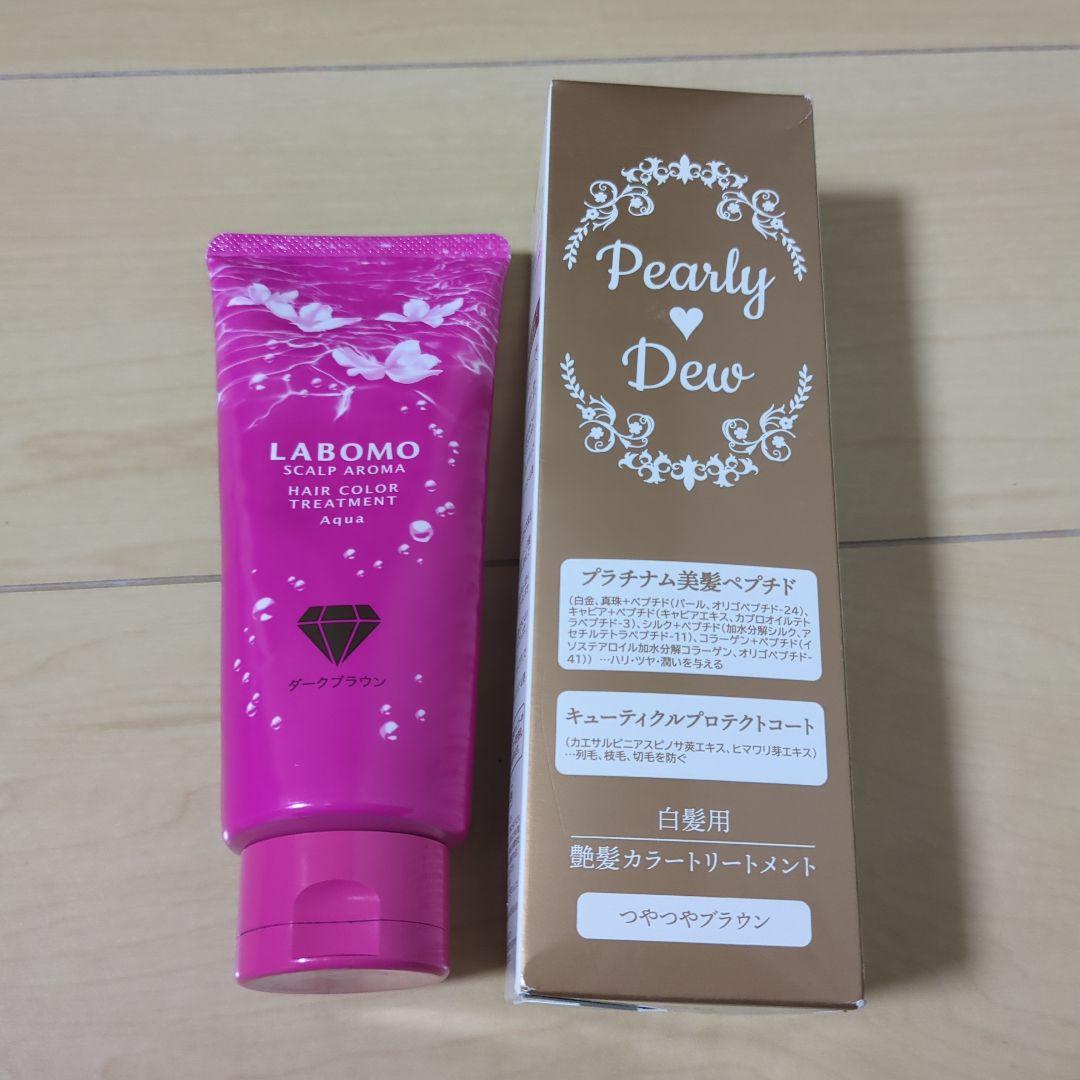 LABOMO
SCALP AROMA
HAIR COLOR
TREATMENT
Aqua
ダークブラウン
Pearly
Dew
プラチナム美髪ペプチド
(白金、真珠+ペプチド(パール、オリゴペプチド-24)、
キャビア+ペプチド(キャビアエキス、カプロオイルテト
ラペプチド-3)、シルク+ペプチド(加水分解シルク、ア
セチルテトラペプチド-11)、コラーゲン+ペプチド(イ
ソステアロイル加水分解コラーゲン、オリゴペプチド-
41)) …ハリ・ツヤ・潤いを与える
キューティクルプロテクトコート
(カエサルピニアスピノサ莢エキス、ヒマワリ芽エキス)
…列毛、枝毛、切毛を防ぐ
白髪用
艶髪カラートリートメント
つやつやブラウン